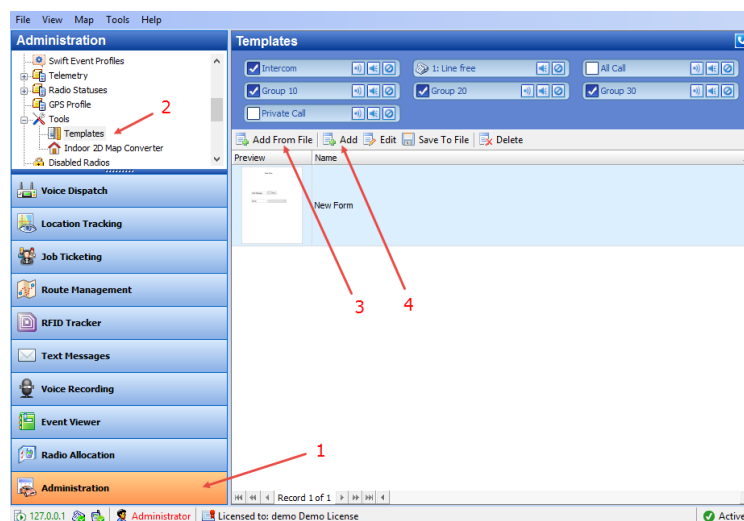 File View Map Tools Help
Administration
Swift Event Profiles
Telemetry
Radio Statuses
GPS Profile
Tools
Templates
Indoor 2D Map Converter
Disabled Radios
2
Voice Dispatch
Location Tracking
Job Ticketing
Route Management
RFID Tracker
Text Messages
Voice Recording
Event Viewer
Radio Allocation
Administration
Templates
Intercom 1: Line free All Call
Group 10 Group 20 Group 30
Private Call
Add From File Add Edit Save To File Delete
Preview Name
New Form
3 4
1
Record 1 of 1
127.0.0.1 Administrator Licensed to: demo Demo License Active